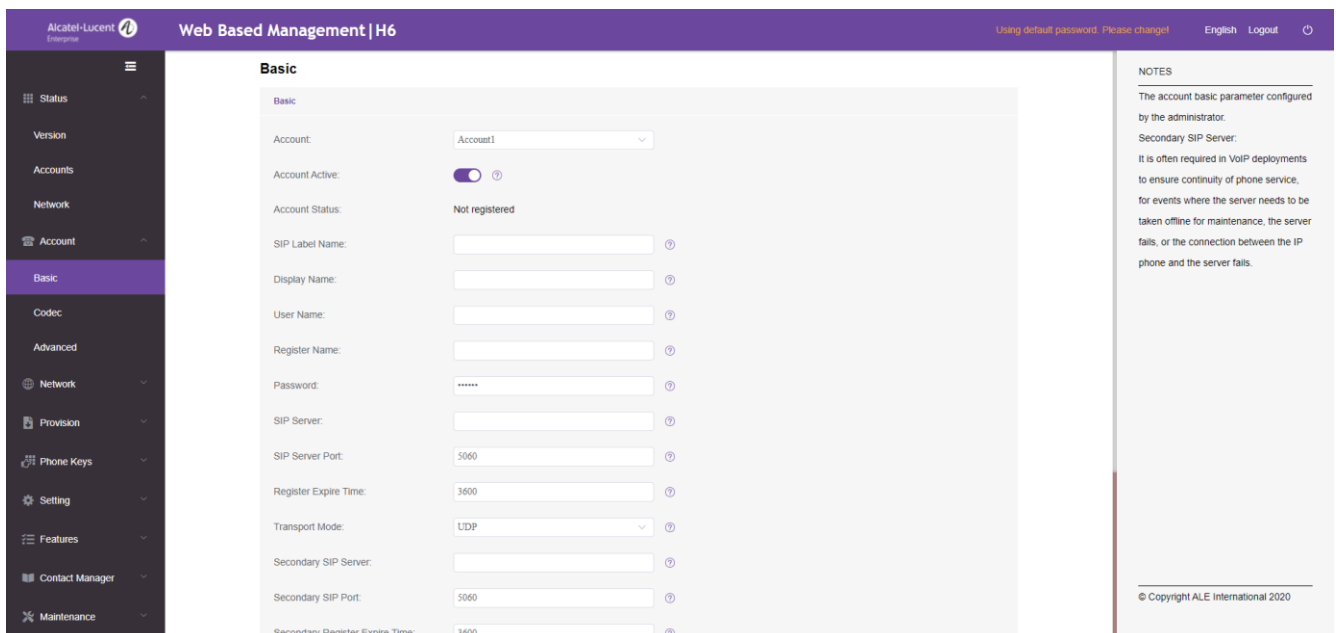 Alcatel-Lucent
Enterprise
Web Based Management | H6
Using default password. Please change!
English
Logout
Status
Version
Accounts
Network
Account
Basic
Codec
Advanced
Network
Provision
Phone Keys
Setting
Features
Contact Manager
Maintenance
Basic
Basic
Account: Account1
Account Active:
Account Status: Not registered
SIP Label Name:
Display Name:
User Name:
Register Name:
Password: ••••••
SIP Server:
SIP Server Port: 5060
Register Expire Time: 3600
Transport Mode: UDP
Secondary SIP Server:
Secondary SIP Port: 5060
Secondary Register Expire Time: 3600
NOTES
The account basic parameter configured
by the administrator.
Secondary SIP Server:
It is often required in VoIP deployments
to ensure continuity of phone service,
for events where the server needs to be
taken offline for maintenance, the server
fails, or the connection between the IP
phone and the server fails.
© Copyright ALE International 2020